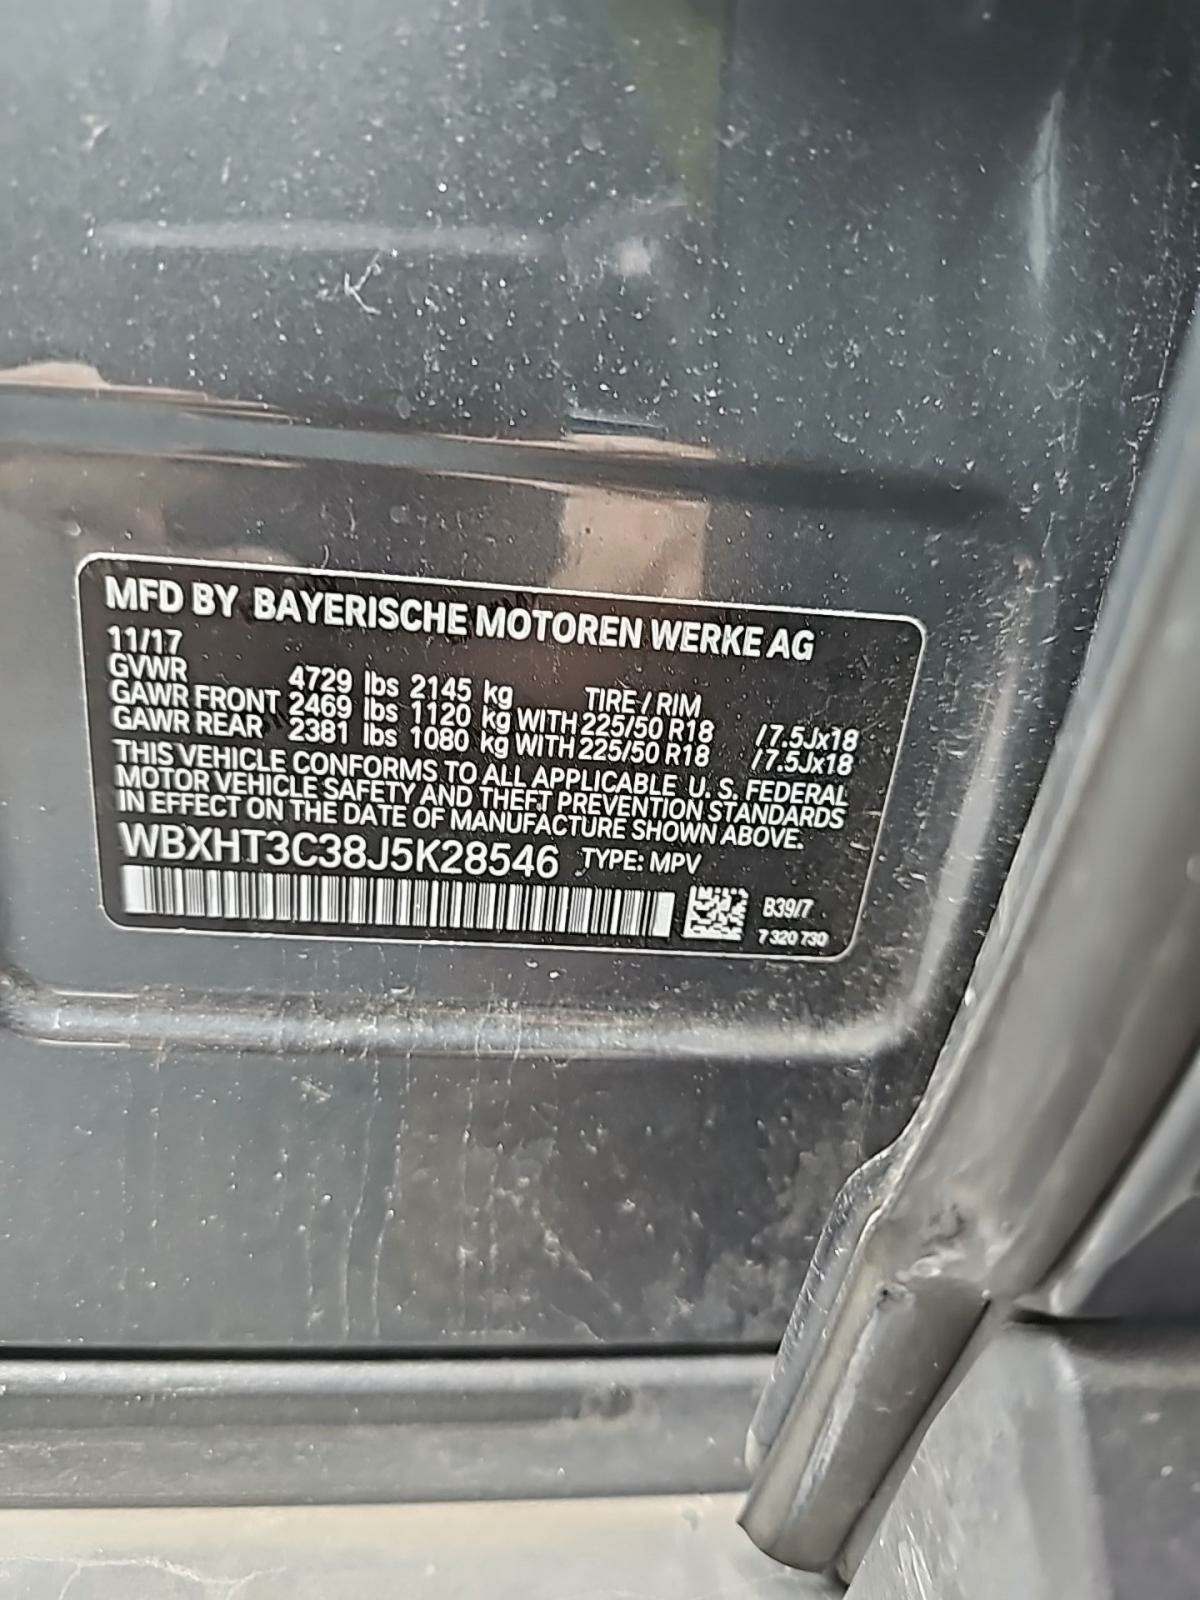 MFD BY BAYERISCHE MOTOREN WERKE AG
11/17
GVWR 4729 lbs 2145 kg TIRE / RIM
GAWR FRONT 2469 lbs 1120 kg WITH 225/50 R18 /7.5Jx18
GAWR REAR 2381 lbs 1080 kg WITH 225/50 R18 /7.5Jx18
THIS VEHICLE CONFORMS TO ALL APPLICABLE U. S. FEDERAL
MOTOR VEHICLE SAFETY AND THEFT PREVENTION STANDARDS
IN EFFECT ON THE DATE OF MANUFACTURE SHOWN ABOVE.
WBXHT3C38J5K28546 TYPE: MPV
B39/7
7 320 730